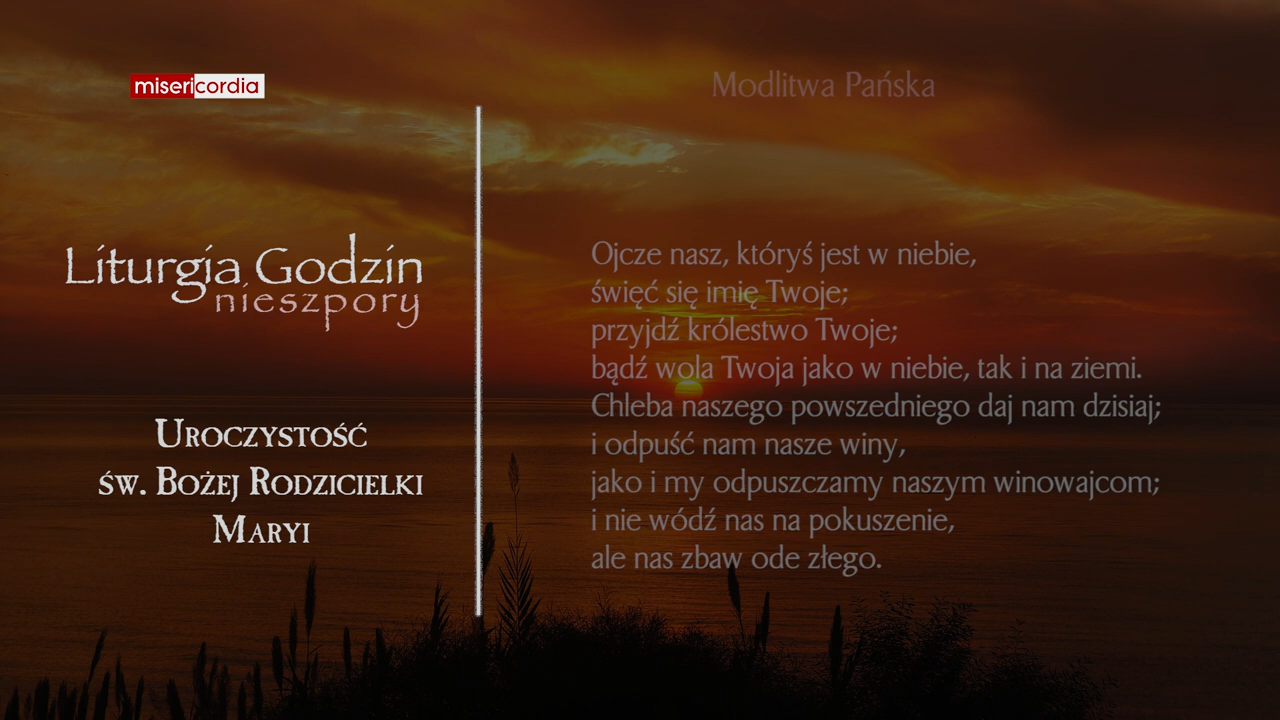 misericordia
Liturgia Godzin
nieszpory
Uroczystość
św. Bożej Rodzicielki
Maryi
Modlitwa Pańska
Ojcze nasz, któryś jest w niebie,
święć się imię Twoje;
przyjdź królestwo Twoje;
bądź wola Twoja jako w niebie, tak i na ziemi.
Chleba naszego powszedniego daj nam dzisiaj;
i odpuść nam nasze winy,
jako i my odpuszczamy naszym winowajcom;
i nie wódź nas na pokuszenie,
ale nas zbaw ode złego.